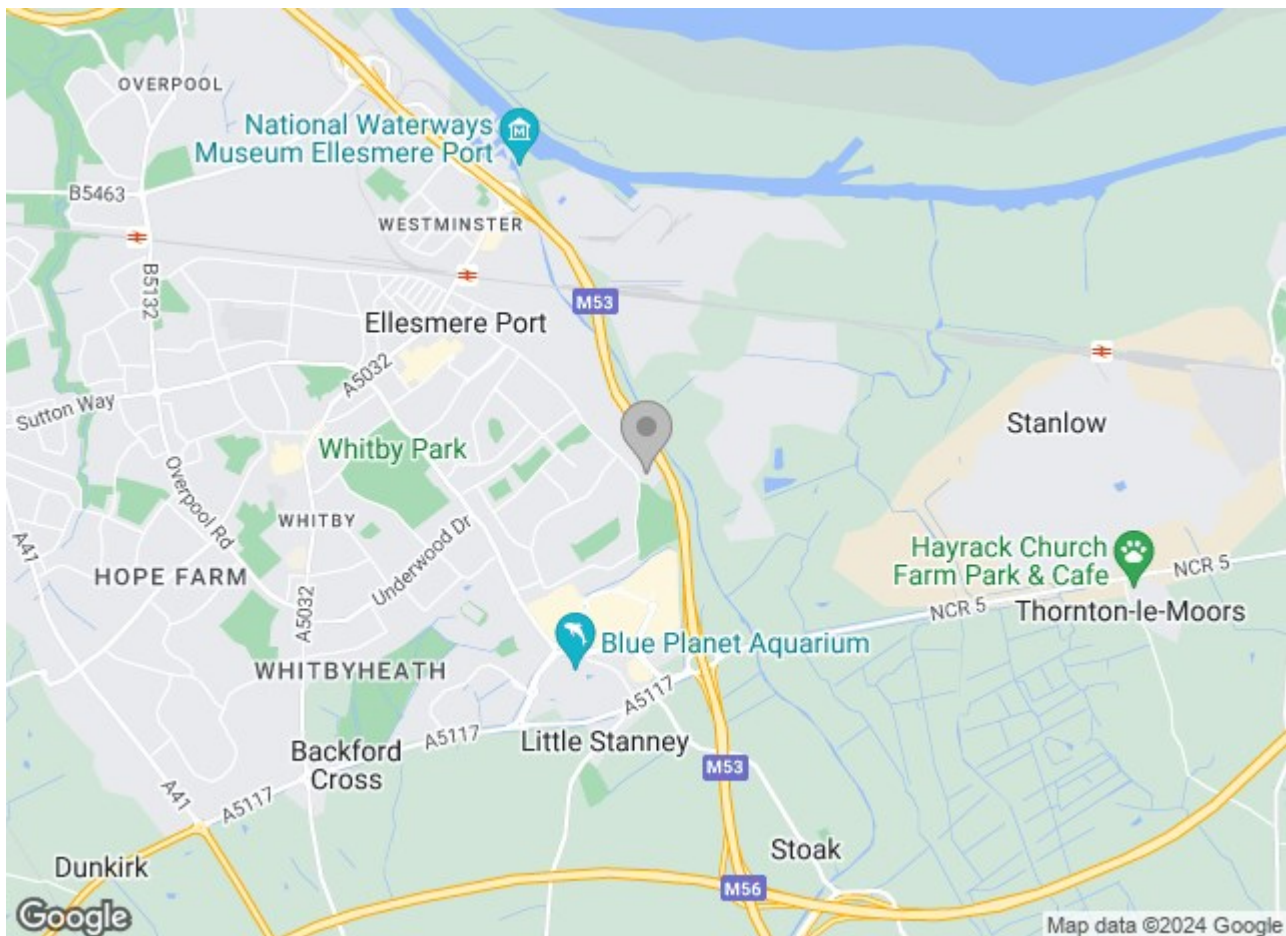 OVERPOOL
National Waterways
Museum Ellesmere Port
B5463
WESTMINSTER
B5132
M53
Ellesmere Port
A5032
Sutton Way
Stanlow
Whitby Park
Overpool Rd
WHITBY
A41
Underwood Dr
HOPE FARM
Hayrack Church
Farm Park & Cafe
NCR 5
NCR 5
Thornton-le-Moors
A5032
Blue Planet Aquarium
WHITBYHEATH
A5117
A5117
Little Stanney
Backford
Cross
M53
A41
A5117
Stoak
Dunkirk
M56
Google
Map data ©2024 Google